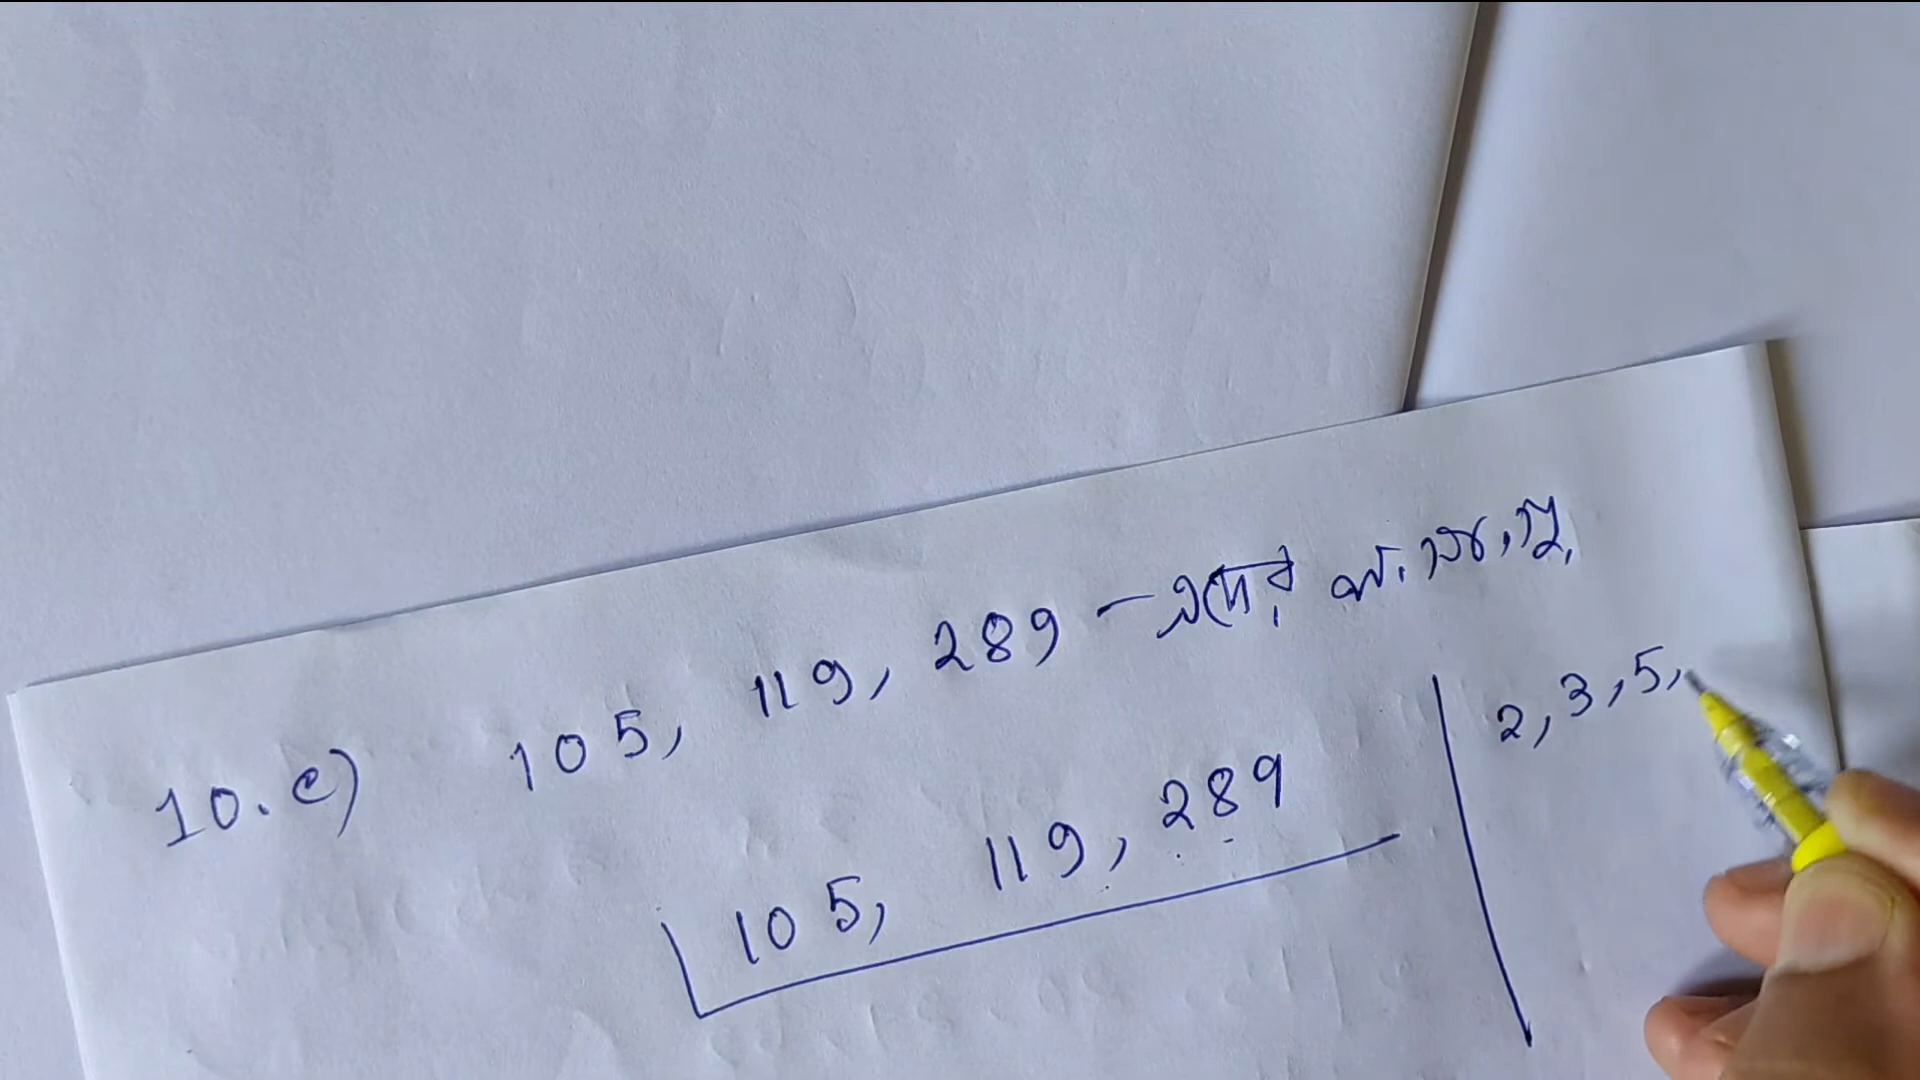 10. c) 105, 119, 289 – এদের ল.সা.গু.
105, 119, 289
2, 3, 5,